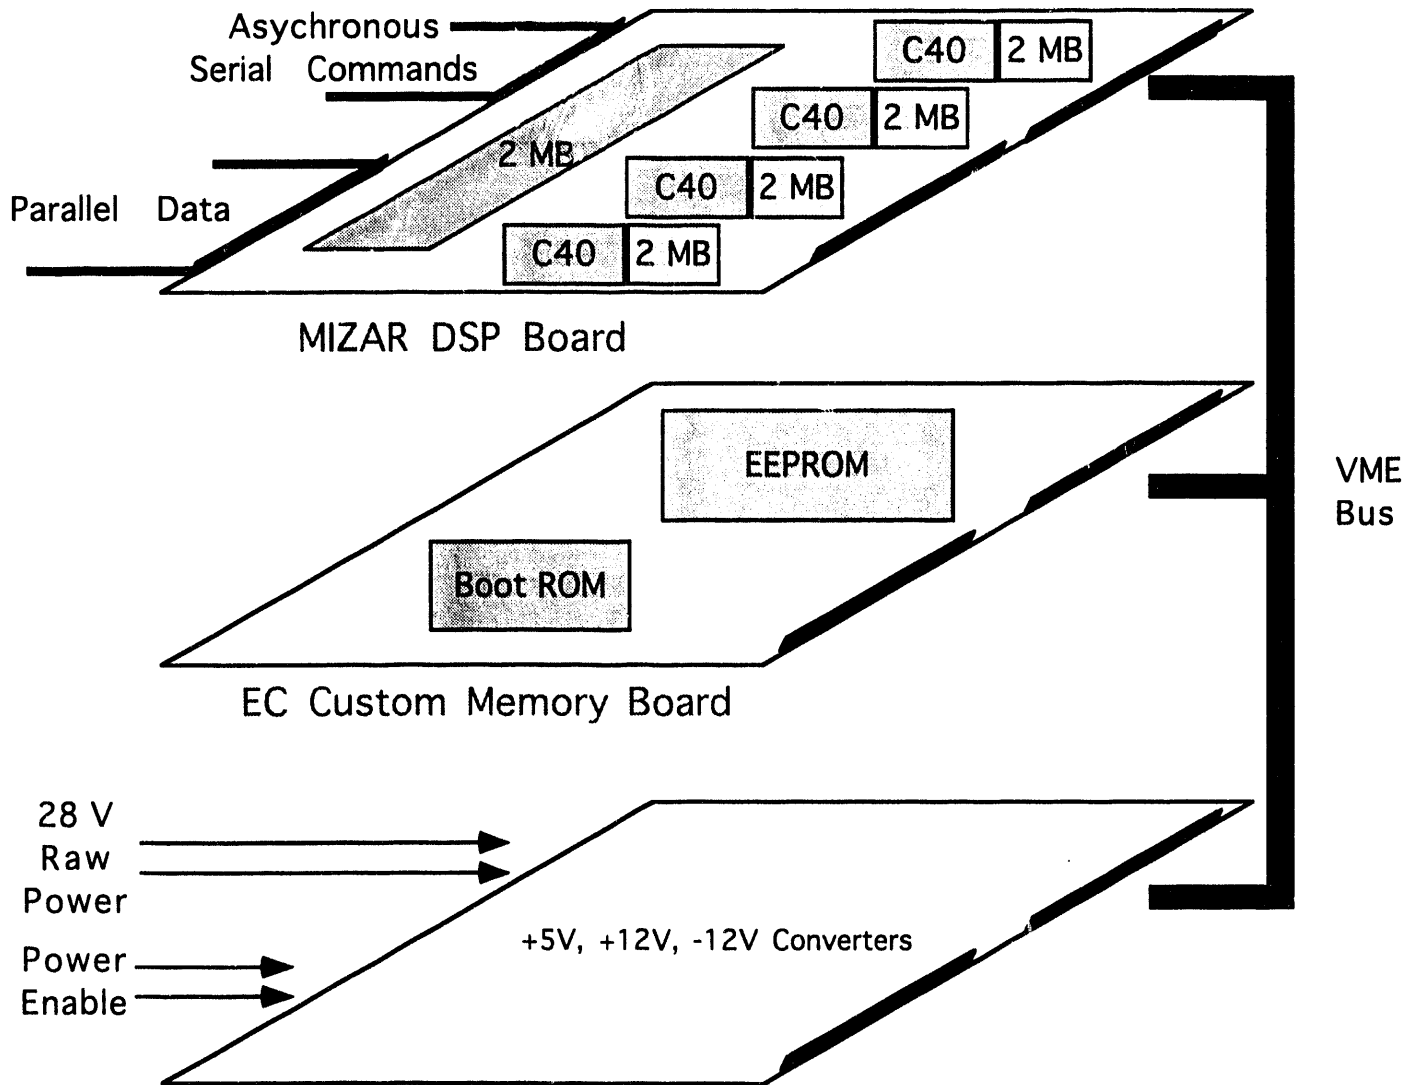 Asychronous
Serial Commands
C40 2 MB
C40 2 MB
2 MB
C40 2 MB
Parallel Data
C40 2 MB
MIZAR DSP Board
EEPROM
VME
Bus
Boot ROM
EC Custom Memory Board
28 V
Raw
Power
+5V, +12V, -12V Converters
Power
Enable